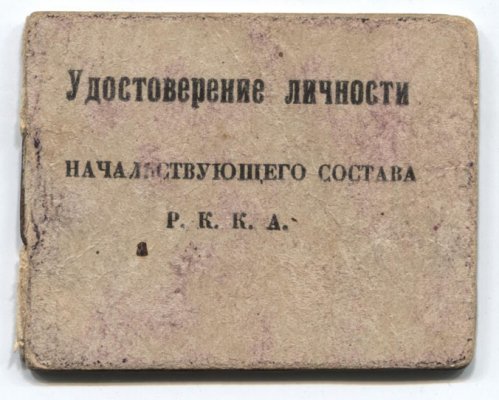 Удостоверение личности
НАЧАЛЬСТВУЮЩЕГО СОСТАВА
Р. К. К. А.